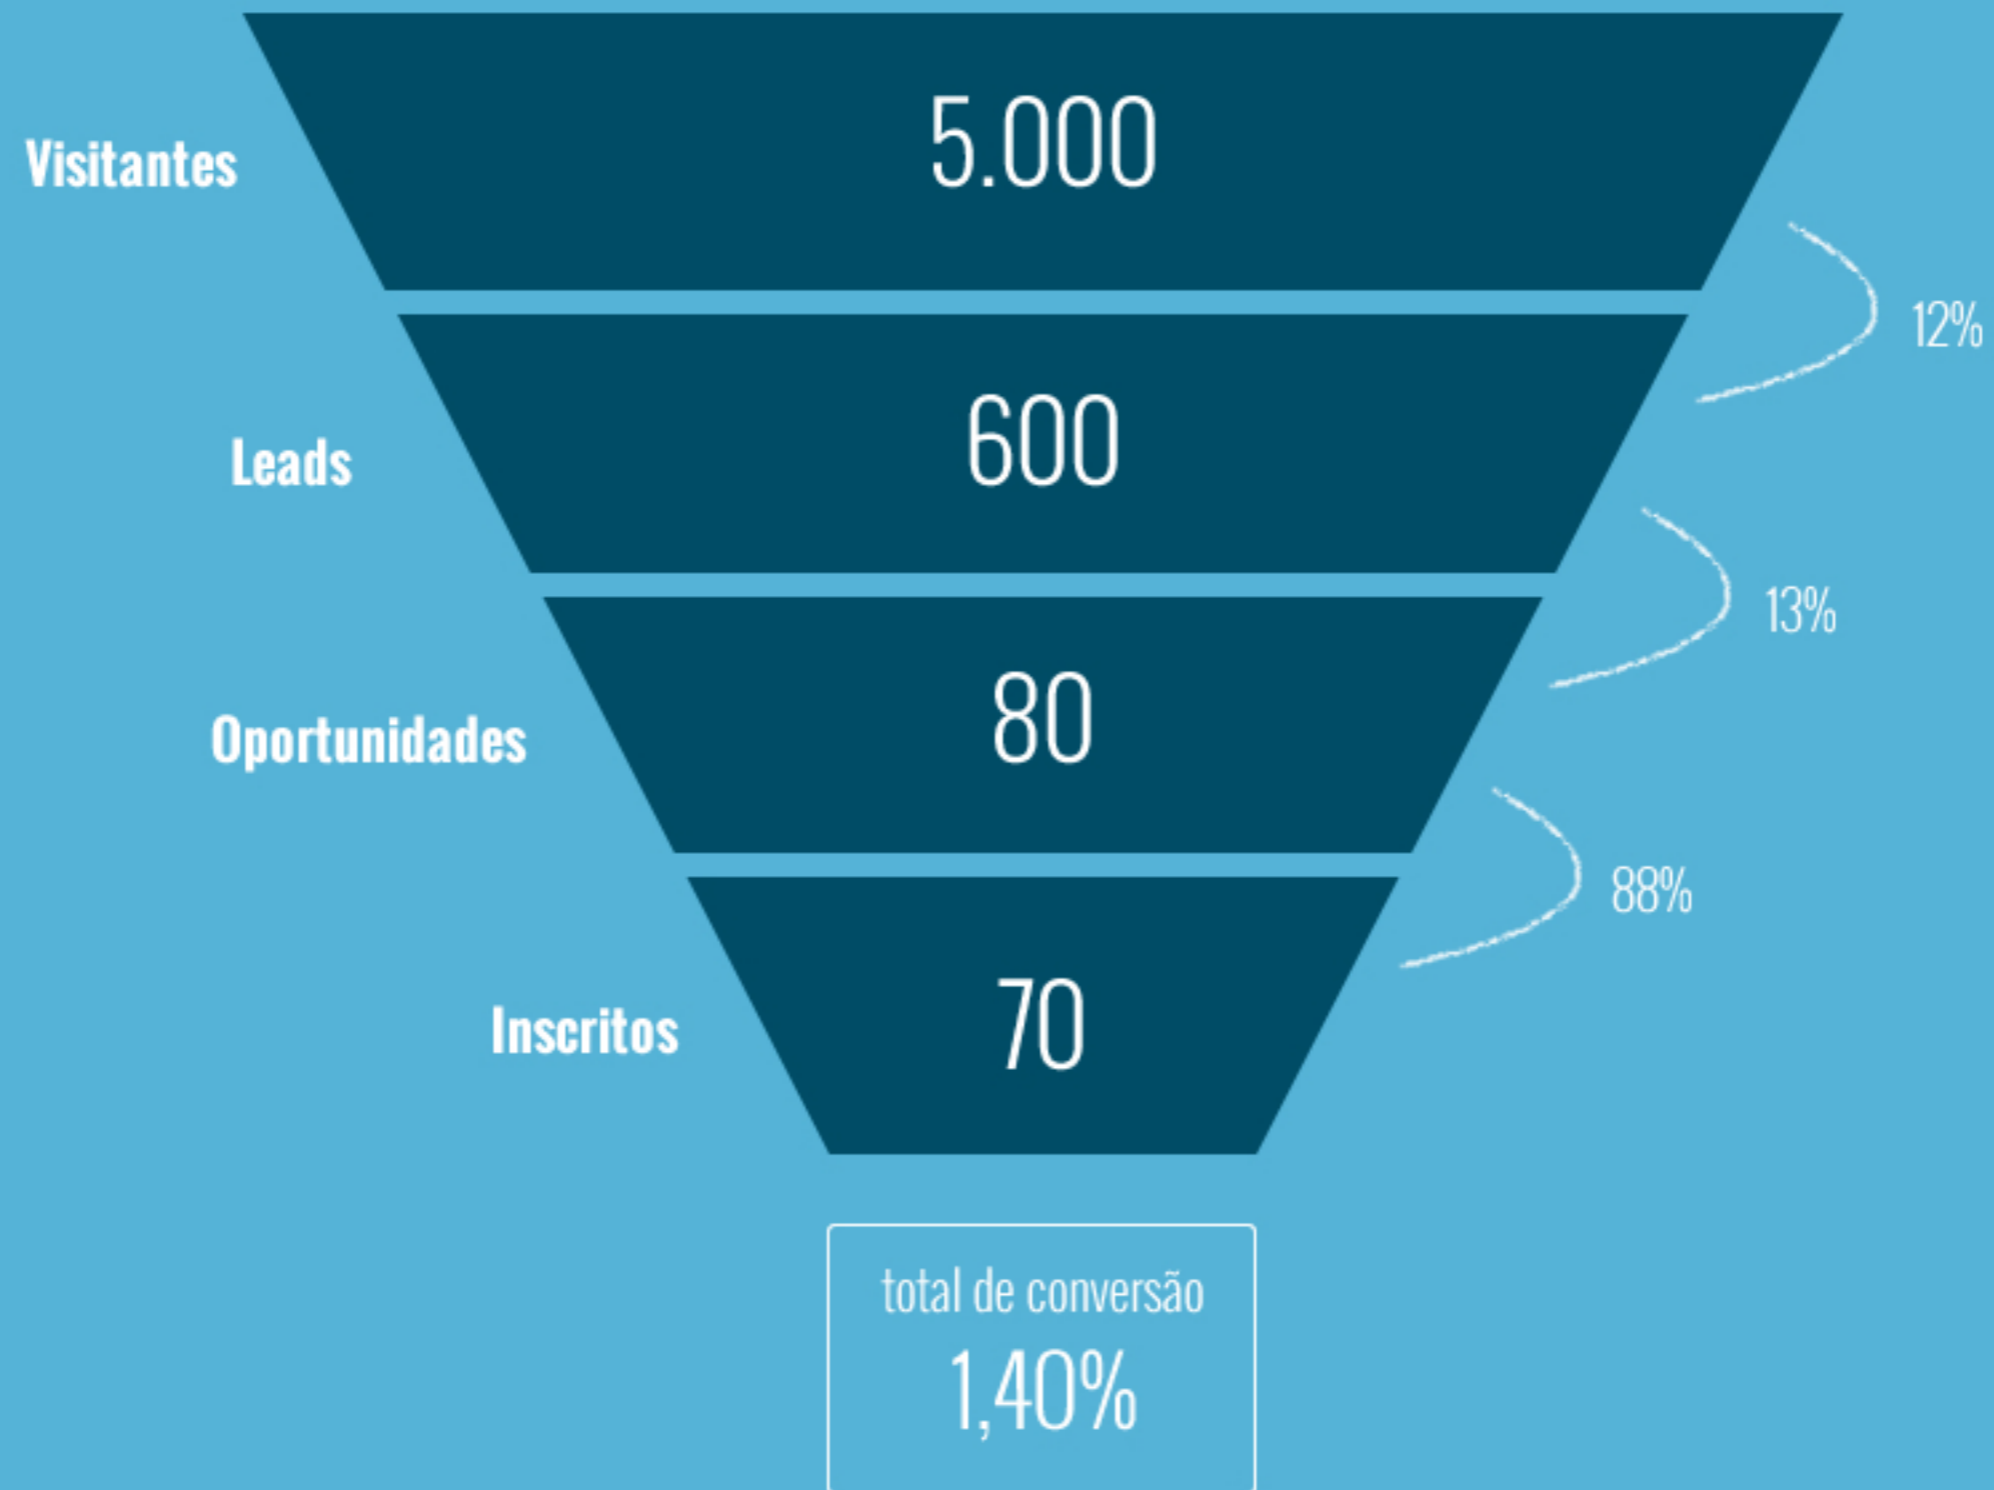 5.000
Visitantes
12%
600
Leads
13%
80
Oportunidades
88%
70
Inscritos
total de conversão
1,40%